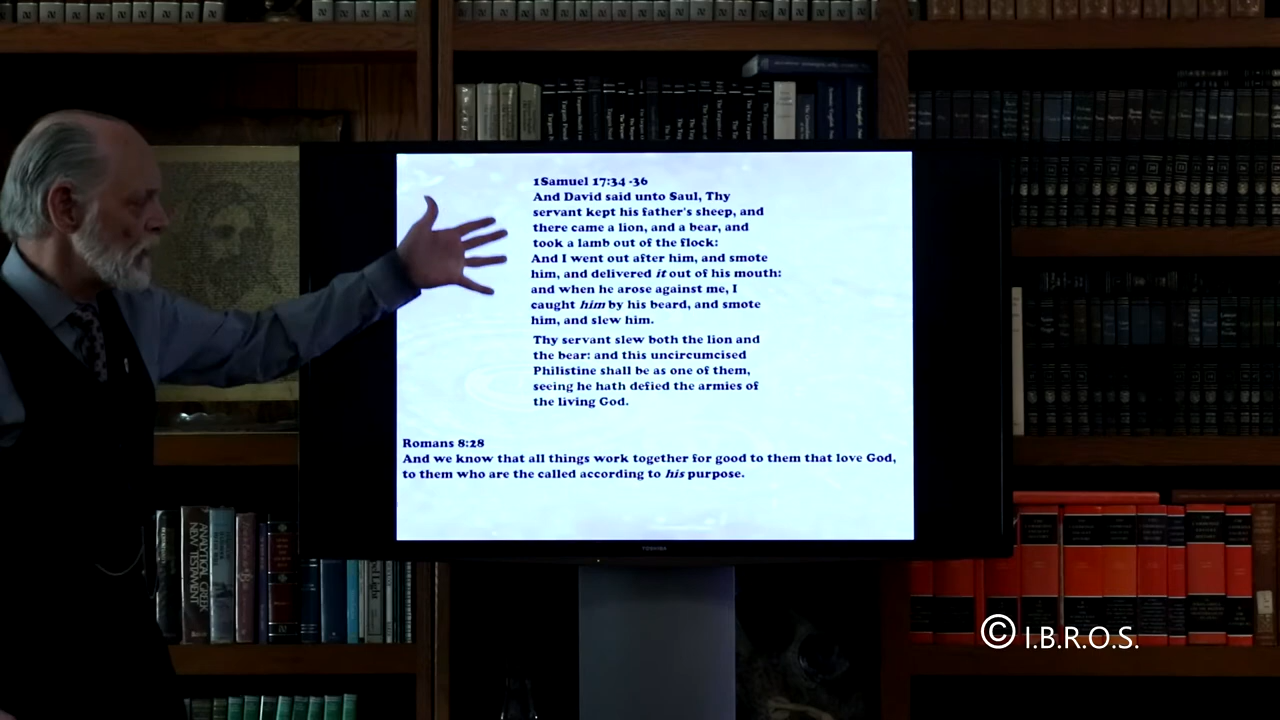 1Samuel 17:34 -36
And David said unto Saul, Thy
servant kept his father's sheep, and
there came a lion, and a bear, and
took a lamb out of the flock:
And I went out after him, and smote
him, and delivered it out of his mouth:
and when he arose against me, I
caught him by his beard, and smote
him, and slew him.
Thy servant slew both the lion and
the bear: and this uncircumcised
Philistine shall be as one of them,
seeing he hath defied the armies of
the living God.
Romans 8:28
And we know that all things work together for good to them that love God,
to them who are the called according to his purpose.
TOSHIBA
ANALYTICAL GREEK
NEW TESTAMENT
© I.B.R.O.S.